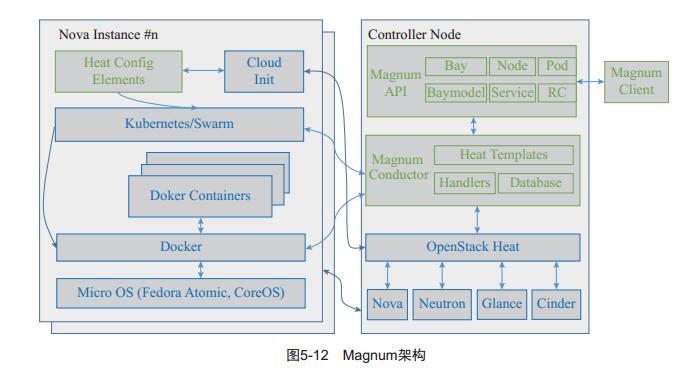 Nova Instance #n
Heat Config
Elements
Cloud
Init
Kubernetes/Swarm
Doker Containers
Docker
Micro OS (Fedora Atomic, CoreOS)
Controller Node
Magnum
API
Bay
Node
Pod
Baymodel
Service
RC
Magnum
Client
Magnum
Conductor
Heat Templates
Handlers
Database
OpenStack Heat
Nova
Neutron
Glance
Cinder
图5-12 Magnum架构